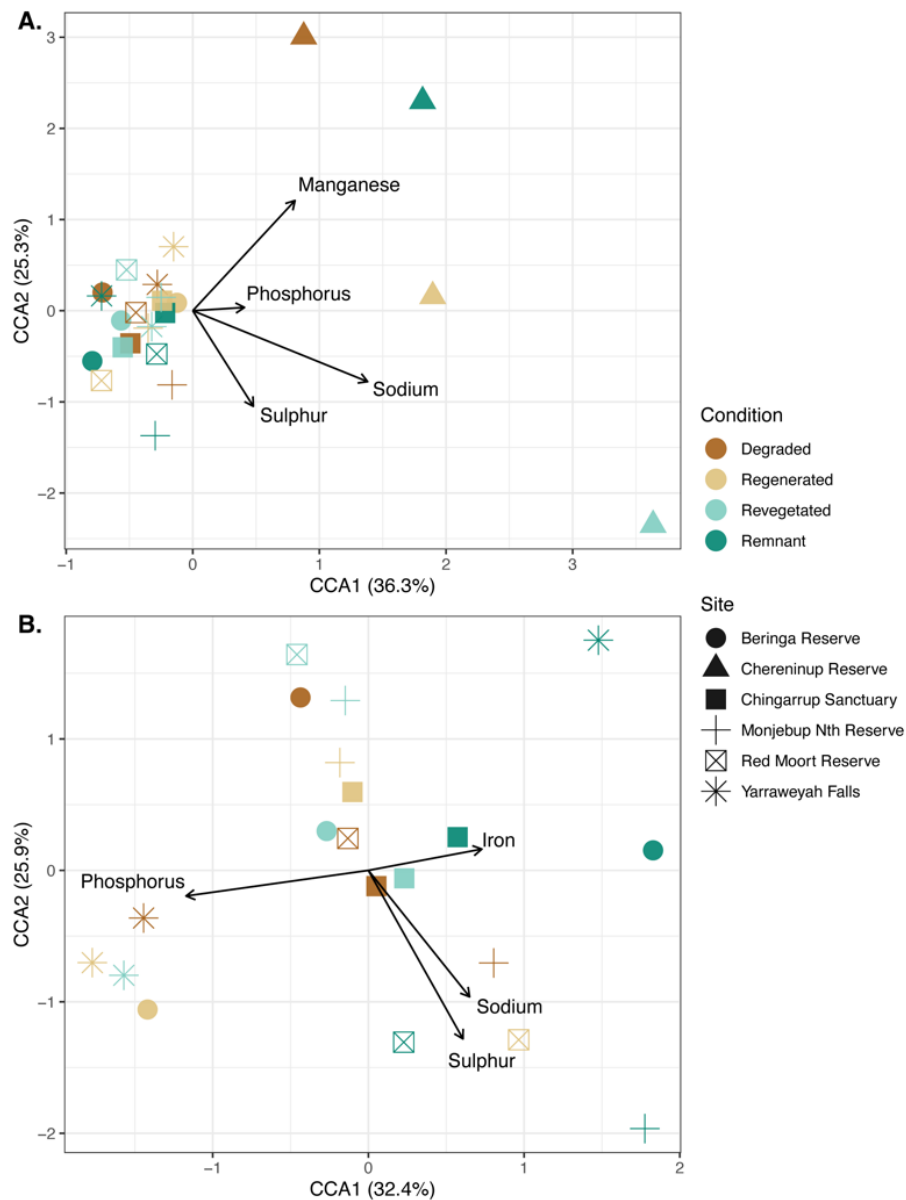 A.
3
2
1
0
−1
−2
CCA2 (25.3%)
Manganese
Phosphorus
Sodium
Sulphur
−1
0
1
2
3
CCA1 (36.3%)
Condition
Degraded
Regenerated
Revegetated
Remnant
Site
Beringa Reserve
Chereninup Reserve
Chingarrup Sanctuary
Monjebup Nth Reserve
Red Moort Reserve
Yarraweyah Falls
B.
1
0
−1
−2
CCA2 (25.9%)
Iron
Phosphorus
Sodium
Sulphur
−1
0
1
2
CCA1 (32.4%)